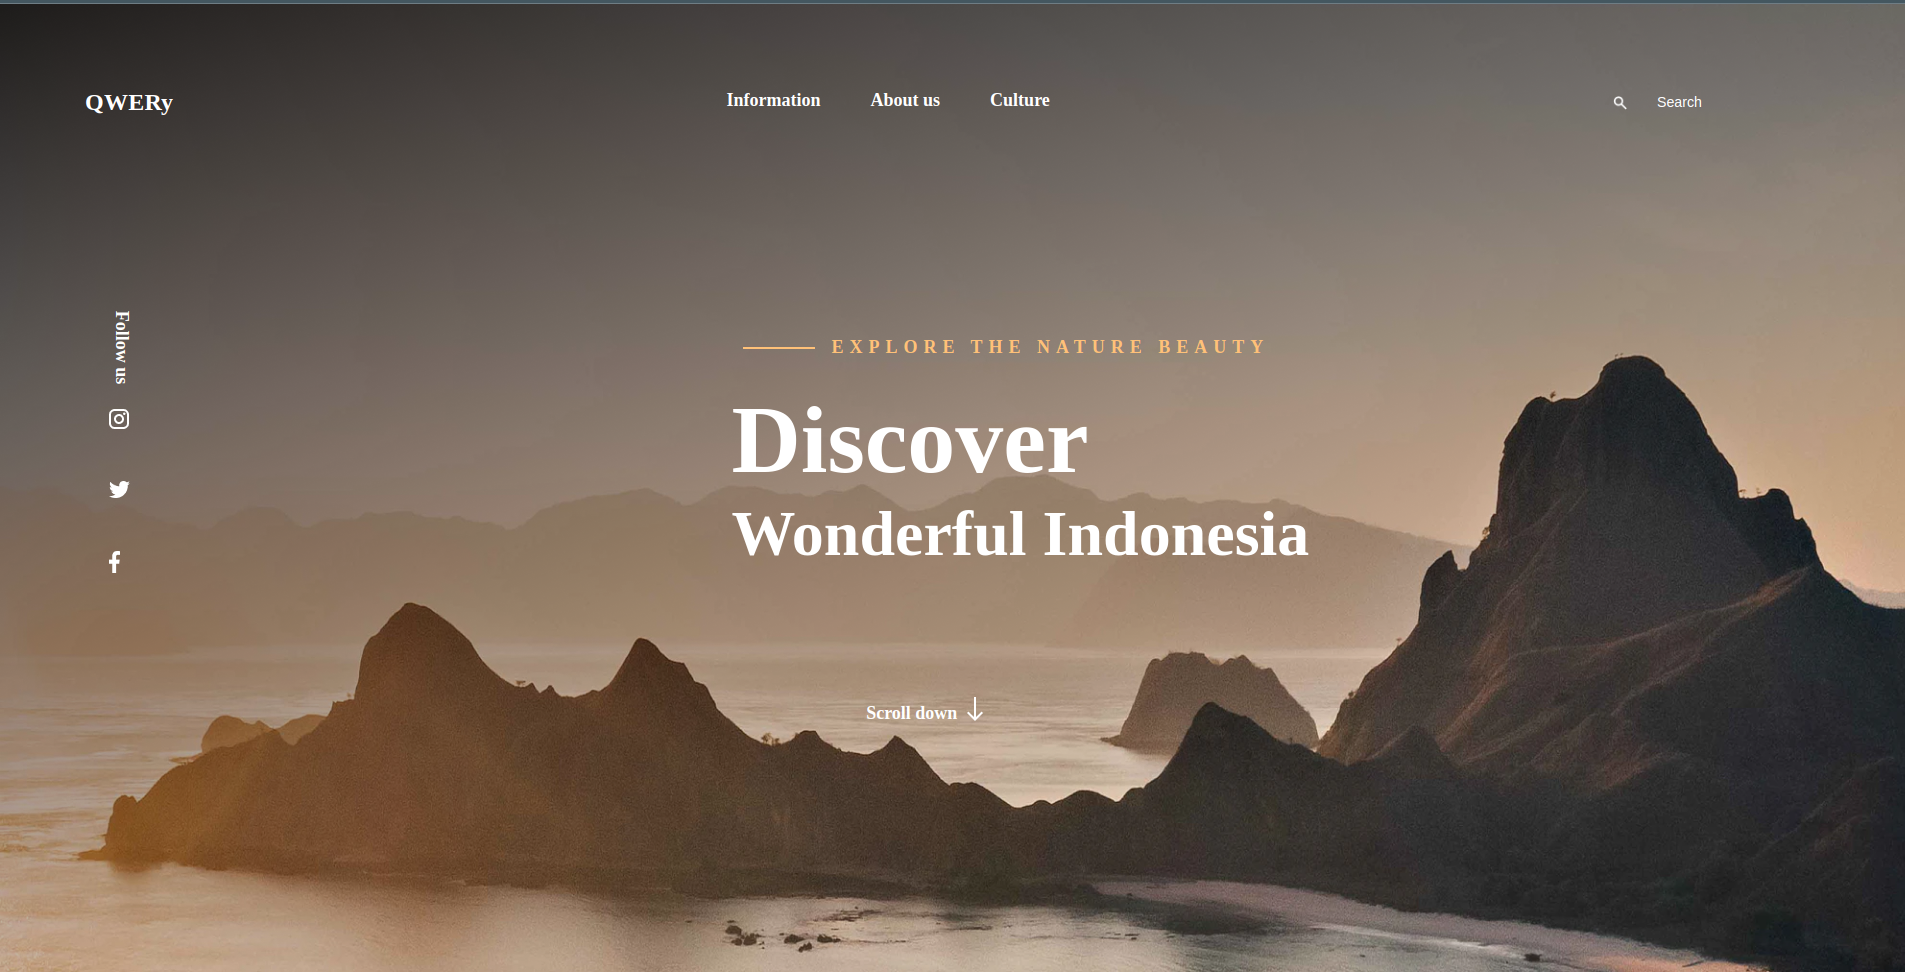 QWERy
Information
About us
Culture
Search
Follow us
EXPLORE THE NATURE BEAUTY
Discover
Wonderful Indonesia
Scroll down